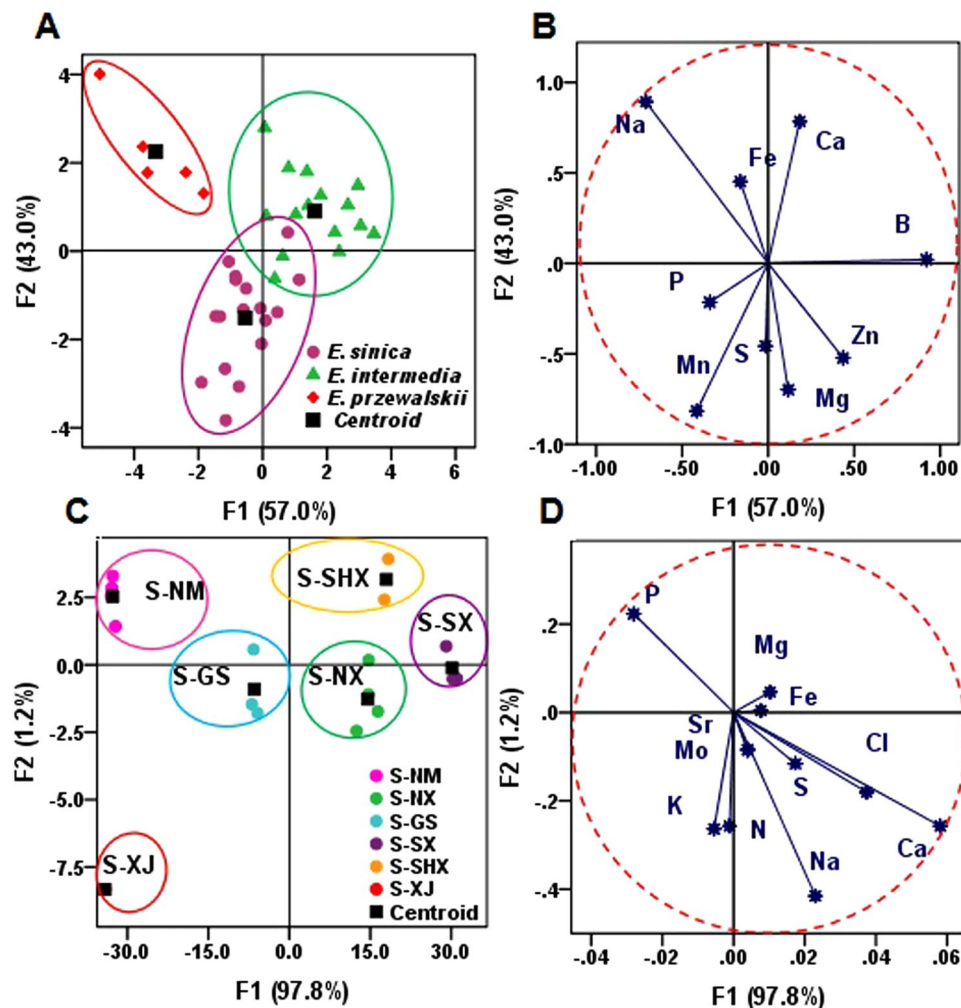 A
B
4
2
0
-2
-4
F2 (43.0%)
E. sinica
E. intermedia
E. przewalskii
Centroid
-4
-2
0
2
4
6
F1 (57.0%)
1.0
.5
.0
-.5
-1.0
F2 (43.0%)
Na
Fe
Ca
B
P
Mn
S
Zn
Mg
-1.00
-.50
.00
.50
1.00
F1 (57.0%)
C
D
2.5
0.0
-2.5
-5.0
-7.5
F2 (1.2%)
S-NM
S-SHX
S-SX
S-GS
S-NX
S-XJ
S-NM
S-NX
S-GS
S-SX
S-SHX
S-XJ
Centroid
-30.0
-15.0
0.0
15.0
30.0
F1 (97.8%)
.2
.0
-.2
-.4
F2 (1.2%)
P
Mg
Fe
Sr
Cl
Mo
S
K
N
Ca
Na
-.04
-.02
.00
.02
.04
.06
F1 (97.8%)